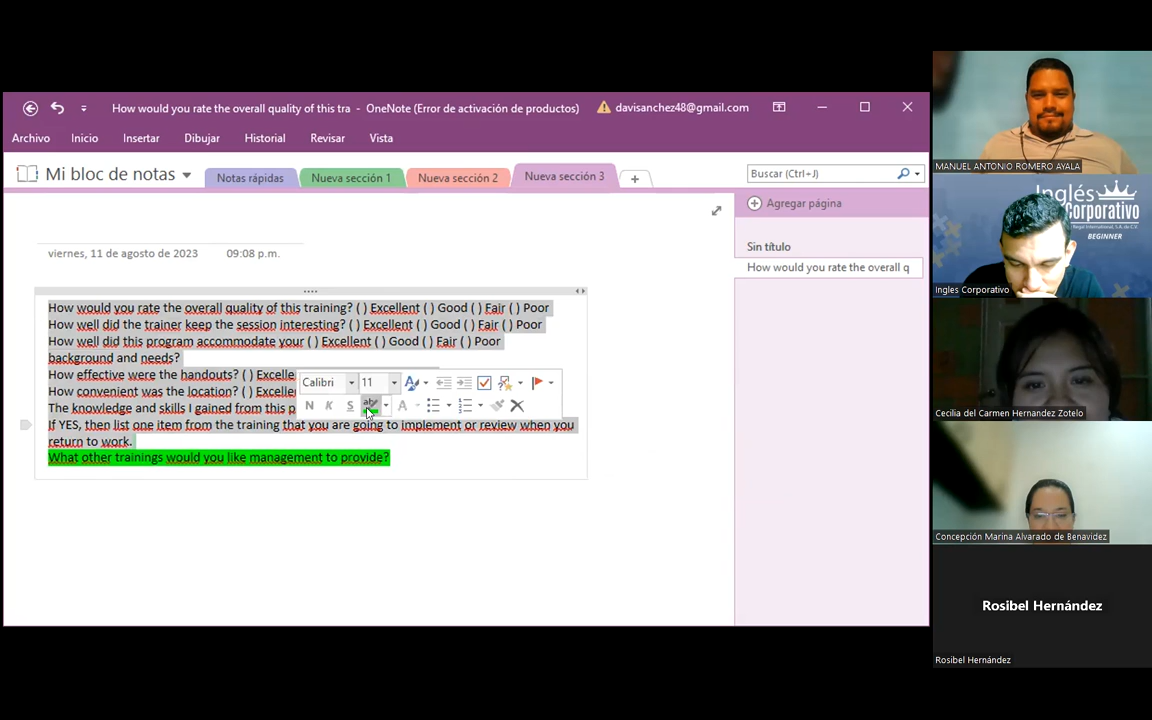 How would you rate the overall quality of this tra - OneNote (Error de activación de productos)
davisanchez48@gmail.com
Archivo Inicio Insertar Dibujar Historial Revisar Vista
Mi bloc de notas
Notas rápidas
Nueva sección 1
Nueva sección 2
Nueva sección 3
Buscar (Ctrl+J)
Agregar página
Sin título
How would you rate the overall q
viernes, 11 de agosto de 2023 09:08 p.m.
How would you rate the overall quality of this training? ( ) Excellent ( ) Good ( ) Fair ( ) Poor
How well did the trainer keep the session interesting? ( ) Excellent ( ) Good ( ) Fair ( ) Poor
How well did this program accommodate your ( ) Excellent ( ) Good ( ) Fair ( ) Poor
background and needs?
How effective were the handouts? ( ) Excelle
How convenient was the location? ( ) Excelle
The knowledge and skills I gained from this p
If YES, then list one item from the training that you are going to implement or review when you
return to work.
What other trainings would you like management to provide?
Calibri 11
N K S aby A
MANUEL ANTONIO ROMERO AYALA
Inglés
Corporativo
Regal International, S.A. de C.V.
BEGINNER
Ingles Corporativo
Cecilia del Carmen Hernandez Zotelo
Concepción Marina Alvarado de Benavidez
Rosibel Hernández
Rosibel Hernández